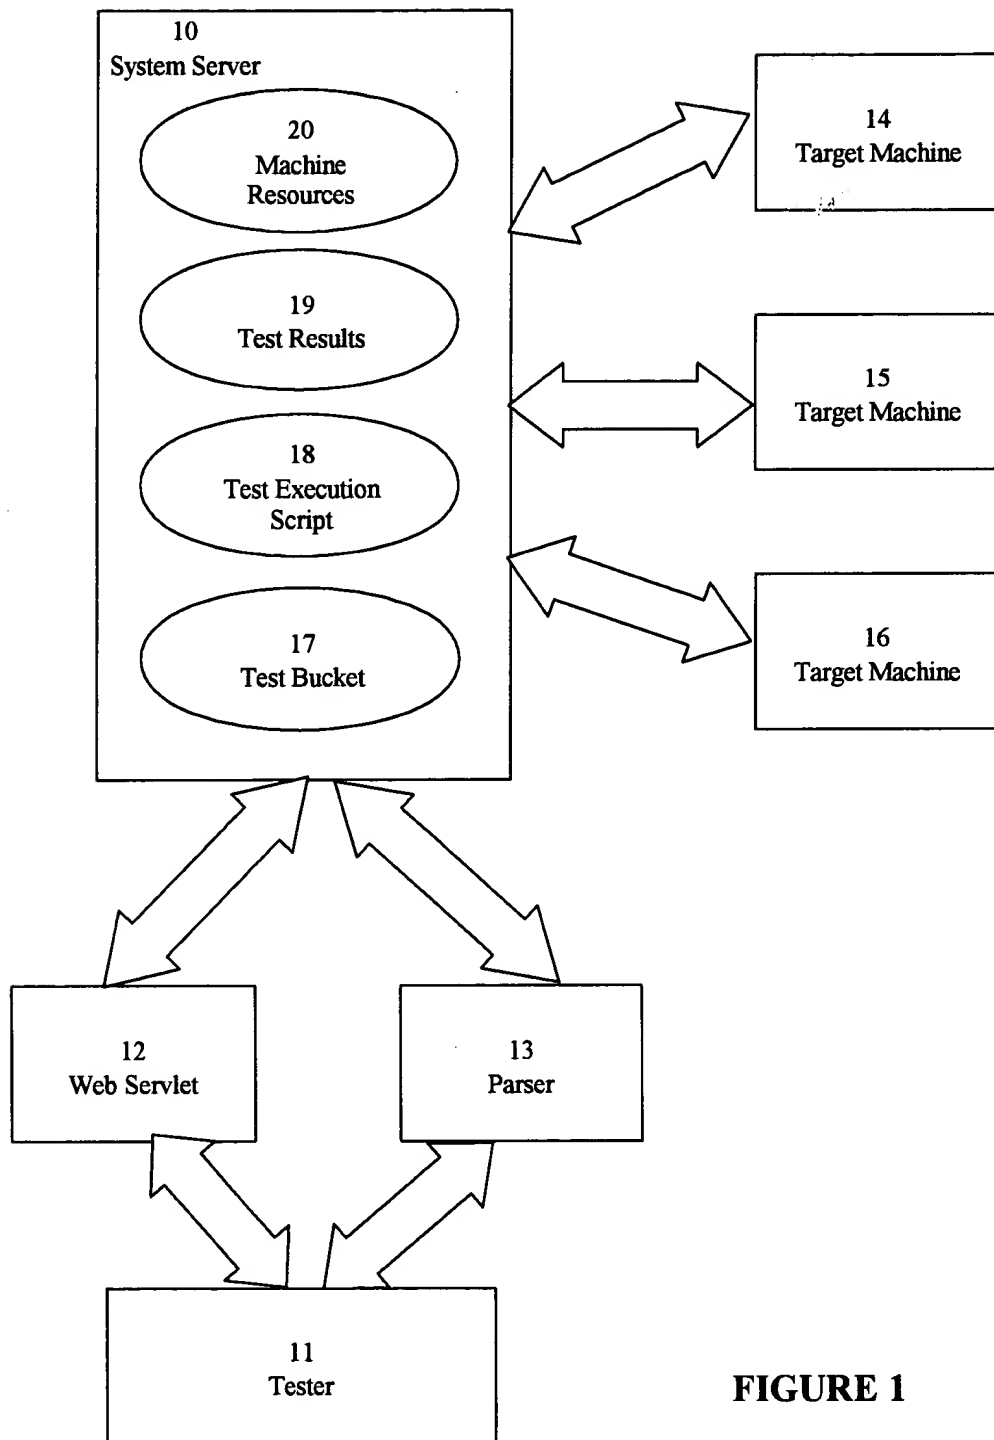 10
System Server
20
Machine
Resources
19
Test Results
18
Test Execution
Script
17
Test Bucket
14
Target Machine
15
Target Machine
16
Target Machine
12
Web Servlet
13
Parser
11
Tester
FIGURE 1